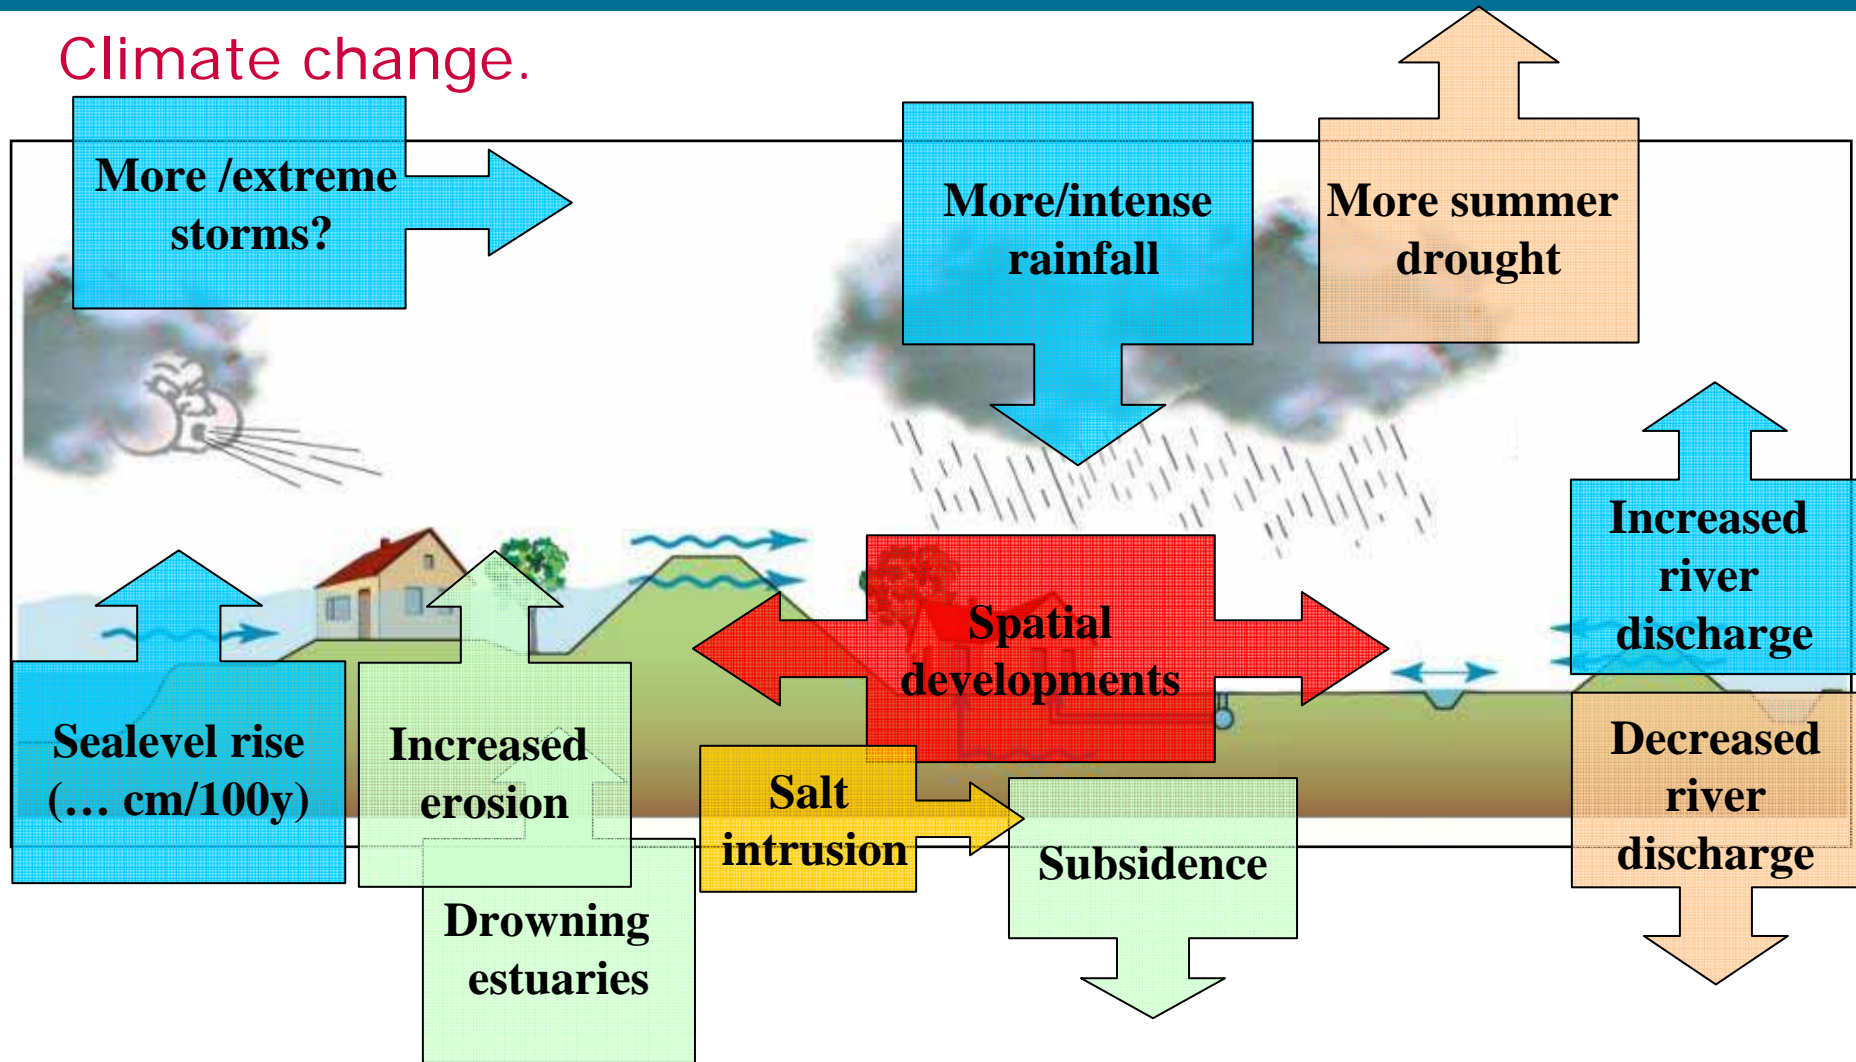 Climate change.
More /extreme
storms?
More/intense
rainfall
More summer
drought
Increased
river
discharge
Spatial
developments
Sealevel rise
(... cm/100y)
Increased
erosion
Salt
intrusion
Decreased
river
discharge
Subsidence
Drowning
estuaries